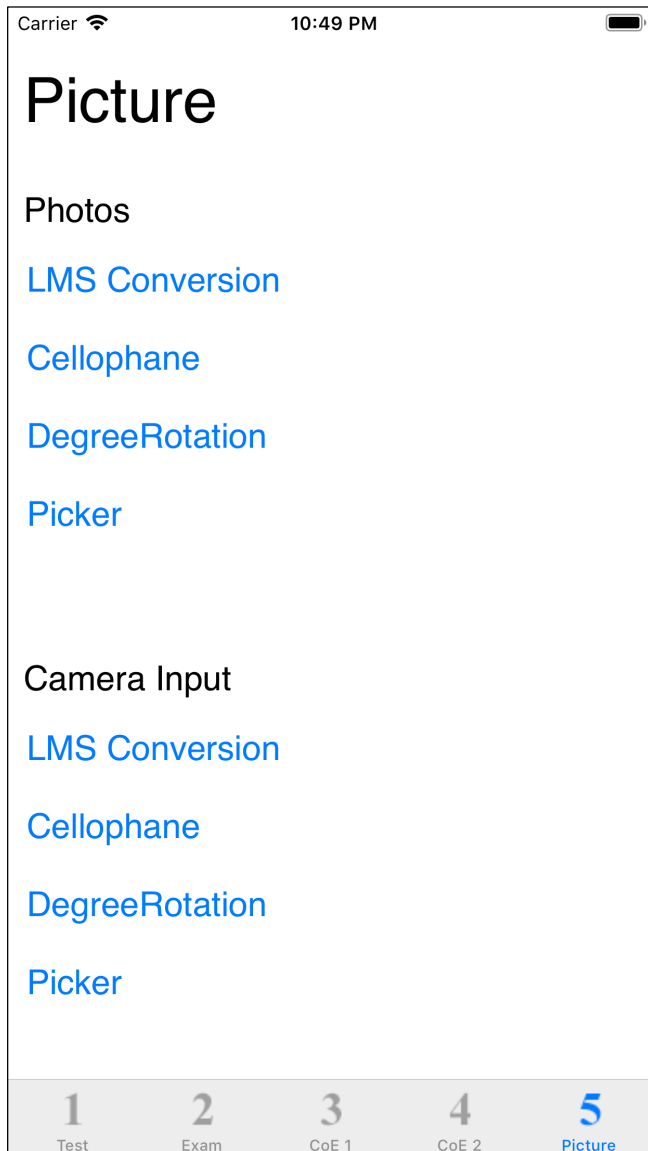 Carrier 10:49 PM
Picture
Photos
LMS Conversion
Cellophane
DegreeRotation
Picker
Camera Input
LMS Conversion
Cellophane
DegreeRotation
Picker
1 2 3 4 5
Test Exam CoE 1 CoE 2 Picture